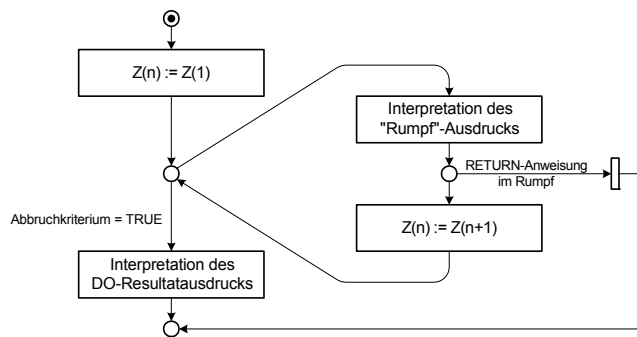 Z(n) := Z(1)
Interpretation des
"Rumpf"-Ausdrucks
RETURN-Anweisung
im Rumpf
Abbruchkriterium = TRUE
Z(n) := Z(n+1)
Interpretation des
DO-Resultatausdrucks